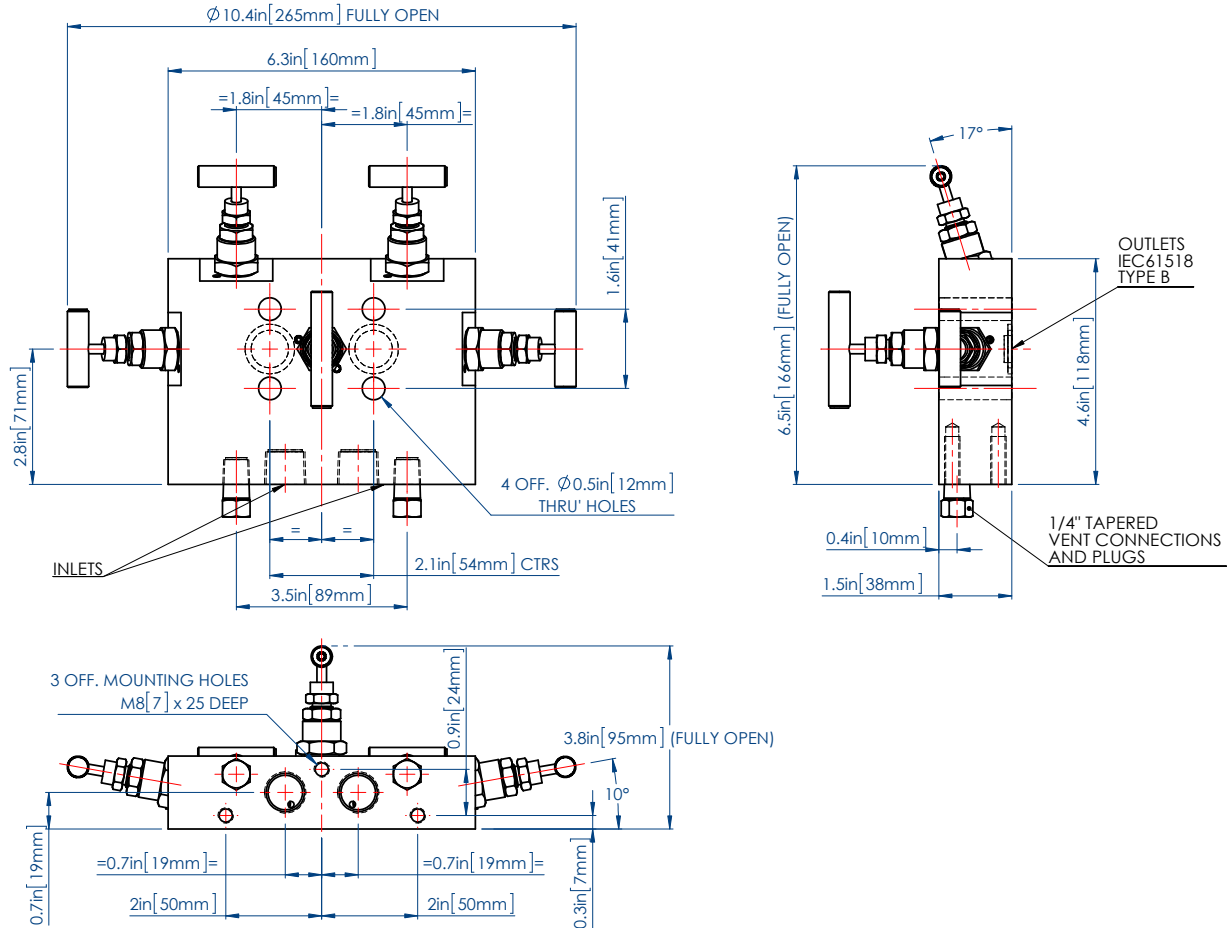 Ø10.4in[265mm] FULLY OPEN
6.3in[160mm]
=1.8in[45mm]=
=1.8in[45mm]=
1.6in[41mm]
2.8in[71mm]
4 OFF. Ø0.5in[12mm]
THRU' HOLES
= =
INLETS
2.1in[54mm] CTRS
3.5in[89mm]
17°
6.5in[166mm] (FULLY OPEN)
OUTLETS
IEC61518
TYPE B
4.6in[118mm]
0.4in[10mm]
1/4" TAPERED
VENT CONNECTIONS
AND PLUGS
1.5in[38mm]
3 OFF. MOUNTING HOLES
M8[7] x 25 DEEP
0.9in[24mm]
3.8in[95mm] (FULLY OPEN)
10°
0.7in[19mm]
=0.7in[19mm]=
=0.7in[19mm]=
0.3in[7mm]
2in[50mm]
2in[50mm]